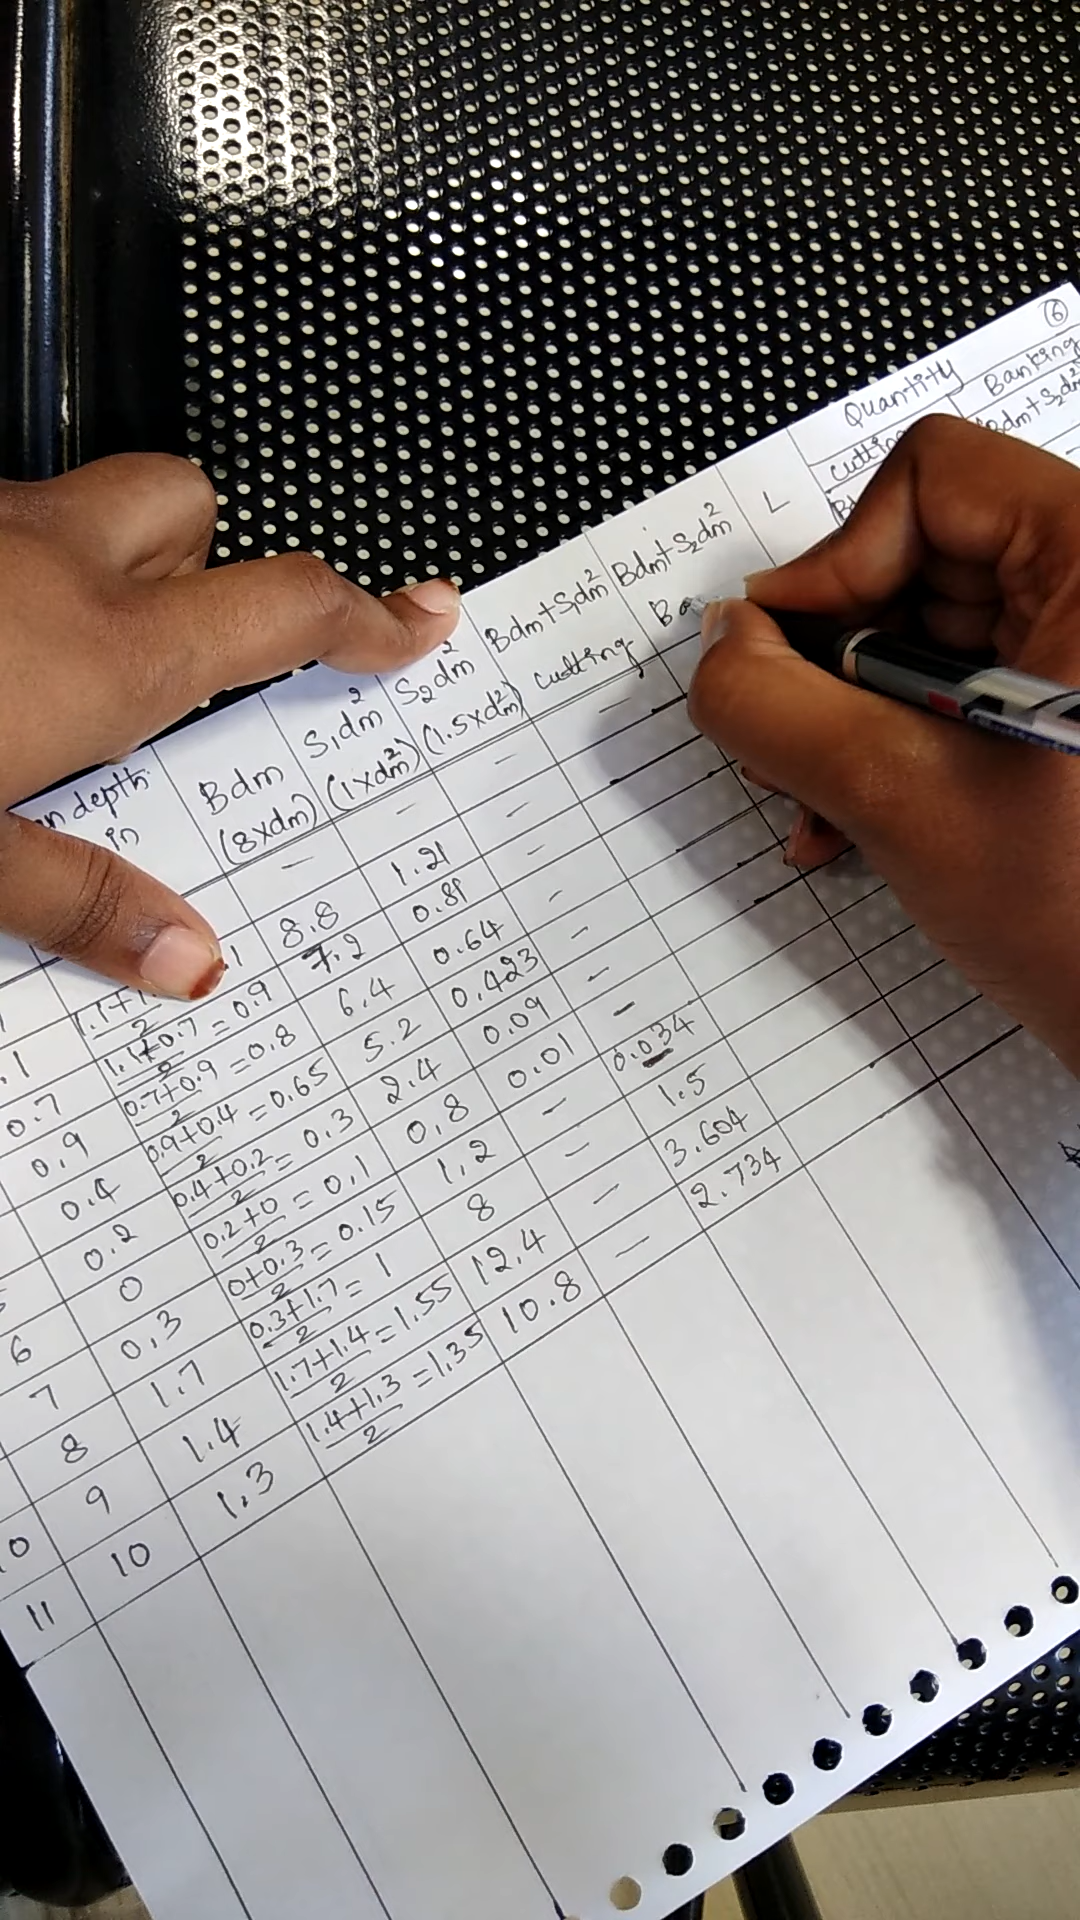 6
Quantity
cutting Banking
Bdm+S₂dm²
L
Bdm+S₂dm²
Bdm+S₁dm²
cutting
S₂dm²
(1.5×dm²)
S₁dm²
(1×dm²)
Bdm
(8×dm)
depth
in
— — — —
8.8 1.21 —
1.1+0.7/2 = 0.9 7.2 0.81 —
0.7 0.7+0.9/2 = 0.8 6.4 0.64 —
0.9 0.9+0.4/2 = 0.65 5.2 0.423 —
0.4 0.4+0.2/2 = 0.3 2.4 0.09 —
0.2 0.2+0/2 = 0.1 0.8 0.01 —
6 0 0+0.3/2 = 0.15 1.2 — 0.034
7 0.3 0.3+1.7/2 = 1 8 — 1.5
8 1.7 1.7+1.4/2 = 1.55 12.4 — 3.604
9 1.4 1.4+1.3/2 = 1.35 10.8 — 2.734
11 10 1.3